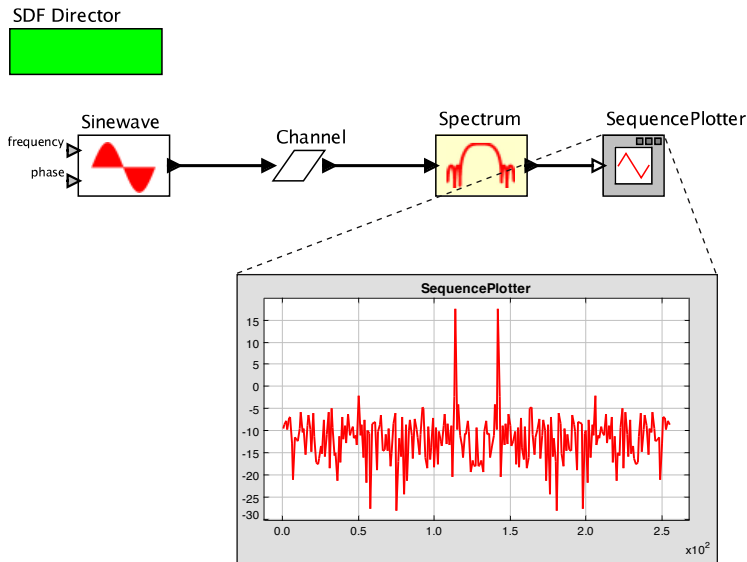 SDF Director
Sinewave
frequency
phase
Channel
Spectrum
SequencePlotter
SequencePlotter
15
10
5
0
-5
-10
-15
-20
-25
-30
0.0 0.5 1.0 1.5 2.0 2.5
x10²